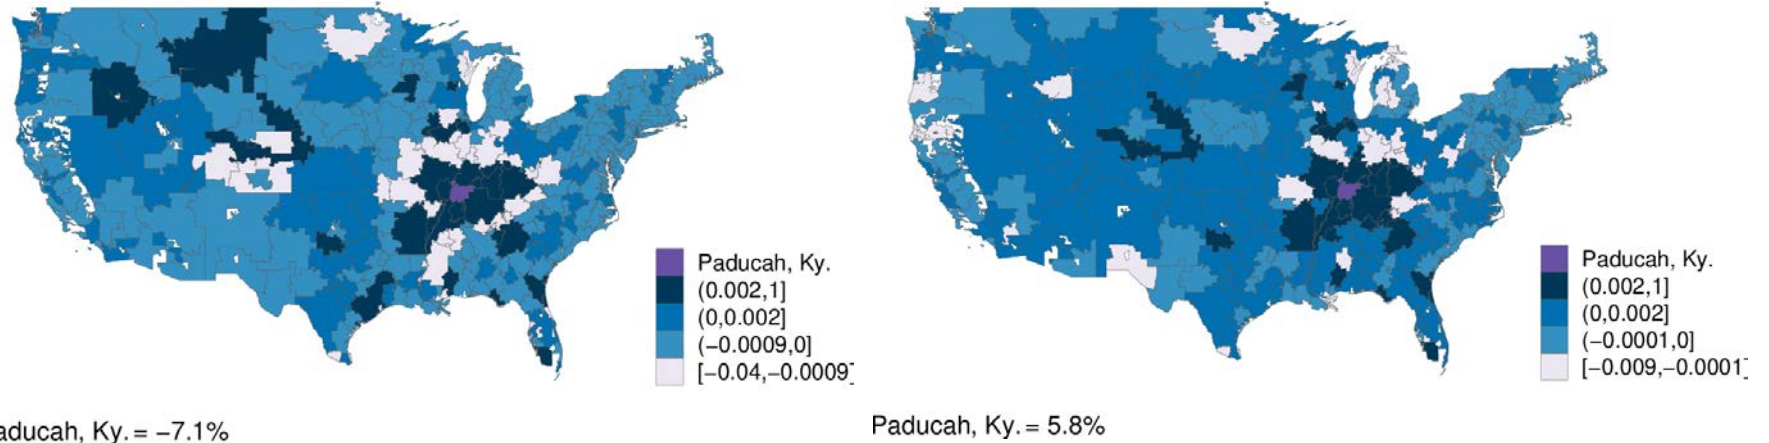 Paducah, Ky.
(0.002,1]
(0,0.002]
(−0.0009,0]
[−0.04,−0.0009]
aducah, Ky. = −7.1%
Paducah, Ky.
(0.002,1]
(0,0.002]
(−0.0001,0]
[−0.009,−0.0001]
Paducah, Ky. = 5.8%